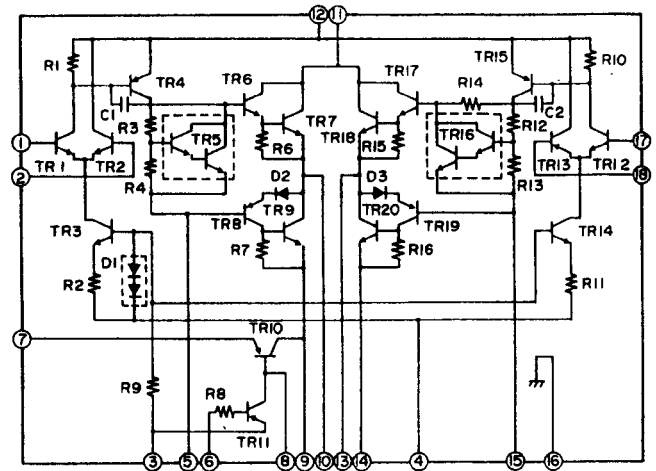 12 11
R1 TR4 TR6 TR17 TR15 R10
R14
C1 C2
R3 TR5 TR7 TR18 TR16 R12
1 R6 R15 17
TR1 TR2 TR13 TR12
2 R4 R13 18
D2 D3
TR9 TR20
TR3 TR8 TR19 TR14
D1 R7 R16
R2 R11
7 TR10
R9 R8
TR11
3 5 6 8 9 10 13 14 4 15 16